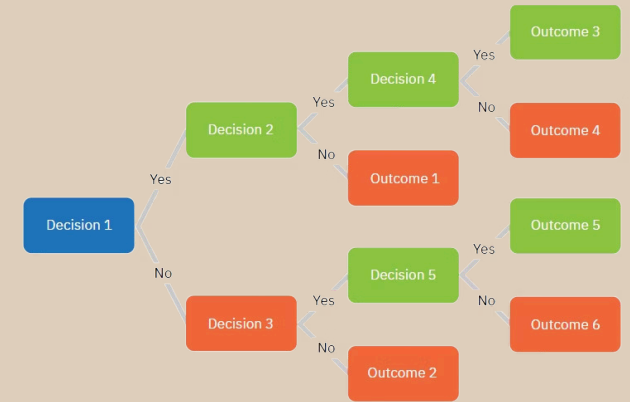 Outcome 3
Yes
Decision 4
Yes
No
Decision 2
Outcome 4
No
Outcome 1
Yes
Decision 1
Outcome 5
Yes
No
Decision 5
Yes
No
Decision 3
Outcome 6
No
Outcome 2